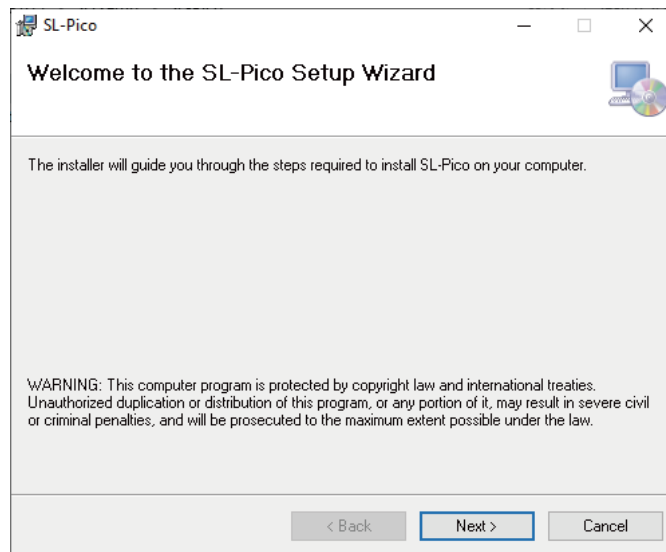 SL-Pico
Welcome to the SL-Pico Setup Wizard
The installer will guide you through the steps required to install SL-Pico on your computer.
WARNING: This computer program is protected by copyright law and international treaties.
Unauthorized duplication or distribution of this program, or any portion of it, may result in severe civil
or criminal penalties, and will be prosecuted to the maximum extent possible under the law.
< Back Next > Cancel